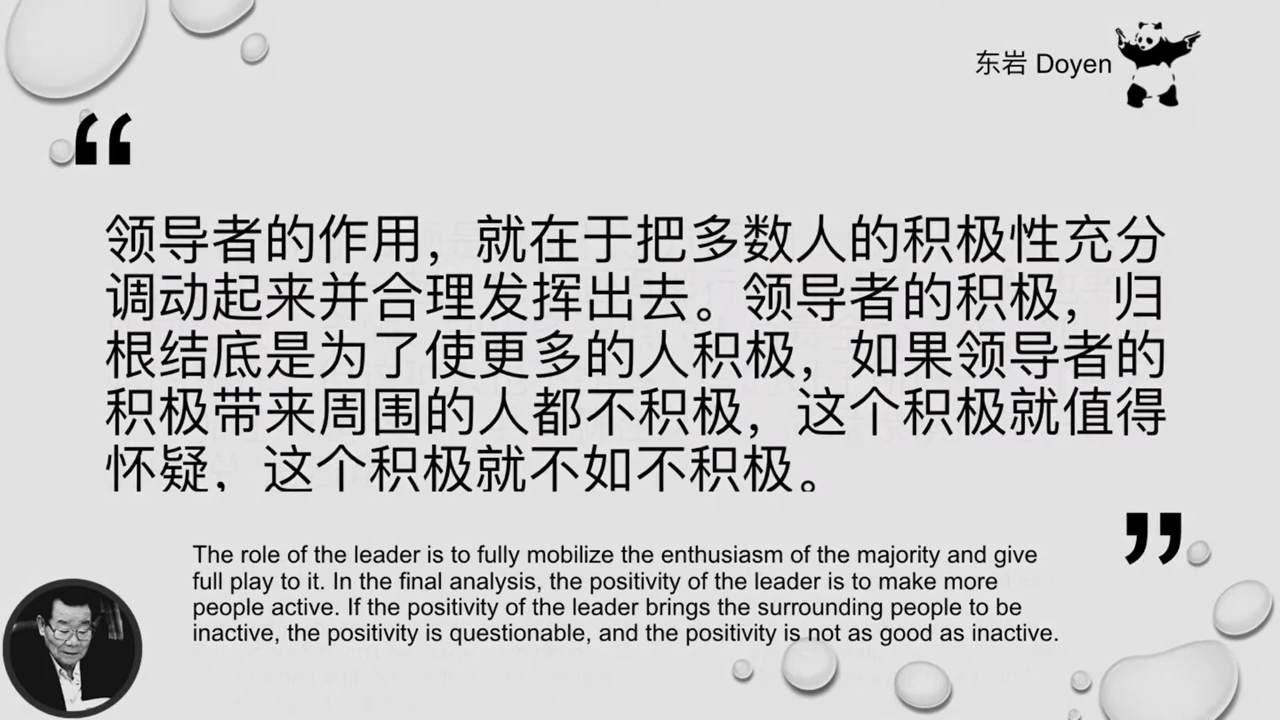 东岩 Doyen
“
领导者的作用，就在于把多数人的积极性充分
调动起来并合理发挥出去。领导者的积极，归
根结底是为了使更多的人积极，如果领导者的
积极带来周围的人都不积极，这个积极就值得
怀疑，这个积极就不如不积极。
”
The role of the leader is to fully mobilize the enthusiasm of the majority and give
full play to it. In the final analysis, the positivity of the leader is to make more
people active. If the positivity of the leader brings the surrounding people to be
inactive, the positivity is questionable, and the positivity is not as good as inactive.